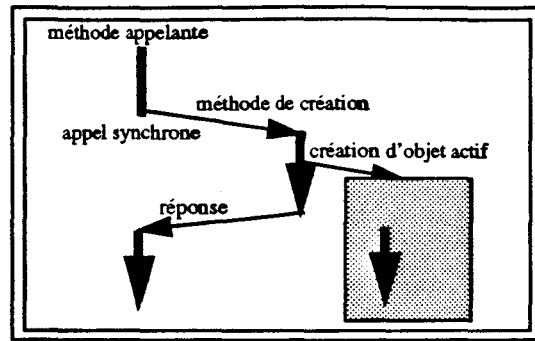 méthode appelante
méthode de création
appel synchrone
création d'objet actif
réponse